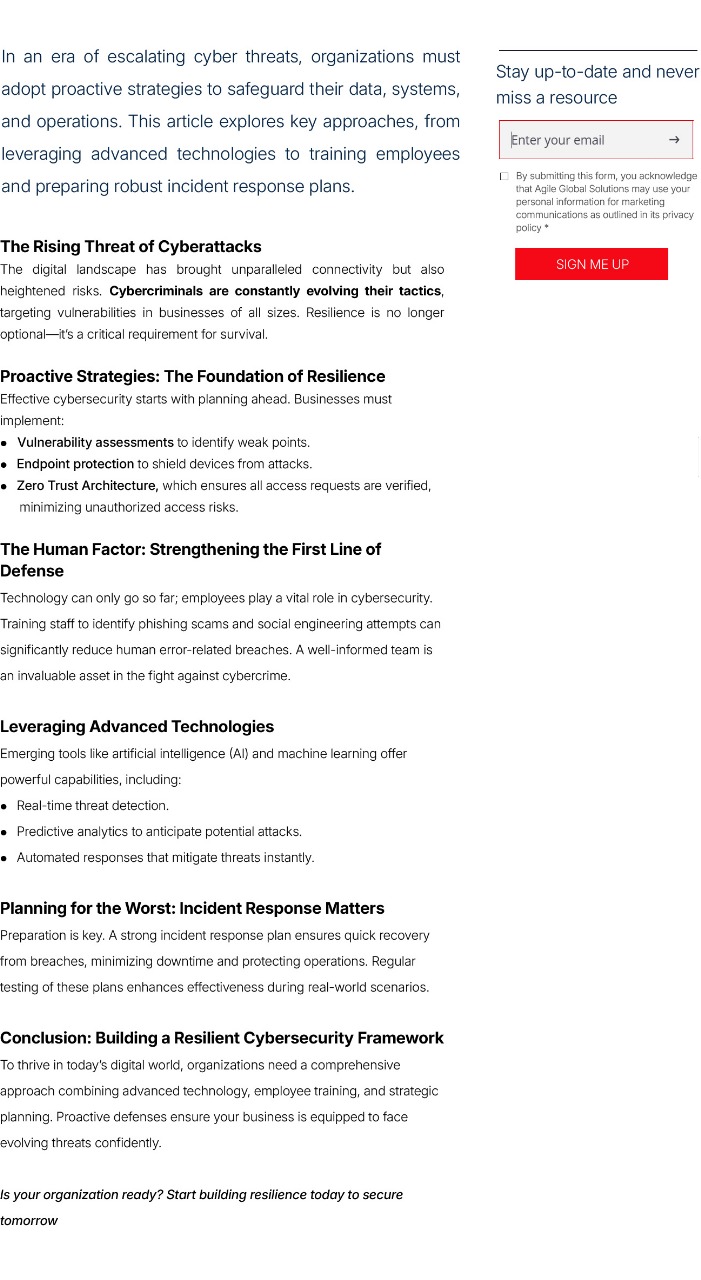 In an era of escalating cyber threats, organizations must
adopt proactive strategies to safeguard their data, systems,
and operations. This article explores key approaches, from
leveraging advanced technologies to training employees
and preparing robust incident response plans.
The Rising Threat of Cyberattacks
The digital landscape has brought unparalleled connectivity but also
heightened risks. Cybercriminals are constantly evolving their tactics,
targeting vulnerabilities in businesses of all sizes. Resilience is no longer
optional—it's a critical requirement for survival.
Proactive Strategies: The Foundation of Resilience
Effective cybersecurity starts with planning ahead. Businesses must
implement:
● Vulnerability assessments to identify weak points.
● Endpoint protection to shield devices from attacks.
● Zero Trust Architecture, which ensures all access requests are verified,
minimizing unauthorized access risks.
The Human Factor: Strengthening the First Line of
Defense
Technology can only go so far; employees play a vital role in cybersecurity.
Training staff to identify phishing scams and social engineering attempts can
significantly reduce human error-related breaches. A well-informed team is
an invaluable asset in the fight against cybercrime.
Leveraging Advanced Technologies
Emerging tools like artificial intelligence (AI) and machine learning offer
powerful capabilities, including:
● Real-time threat detection.
● Predictive analytics to anticipate potential attacks.
● Automated responses that mitigate threats instantly.
Planning for the Worst: Incident Response Matters
Preparation is key. A strong incident response plan ensures quick recovery
from breaches, minimizing downtime and protecting operations. Regular
testing of these plans enhances effectiveness during real-world scenarios.
Conclusion: Building a Resilient Cybersecurity Framework
To thrive in today's digital world, organizations need a comprehensive
approach combining advanced technology, employee training, and strategic
planning. Proactive defenses ensure your business is equipped to face
evolving threats confidently.
Is your organization ready? Start building resilience today to secure
tomorrow
Stay up-to-date and never
miss a resource
Enter your email →
By submitting this form, you acknowledge
that Agile Global Solutions may use your
personal information for marketing
communications as outlined in its privacy
policy *
SIGN ME UP